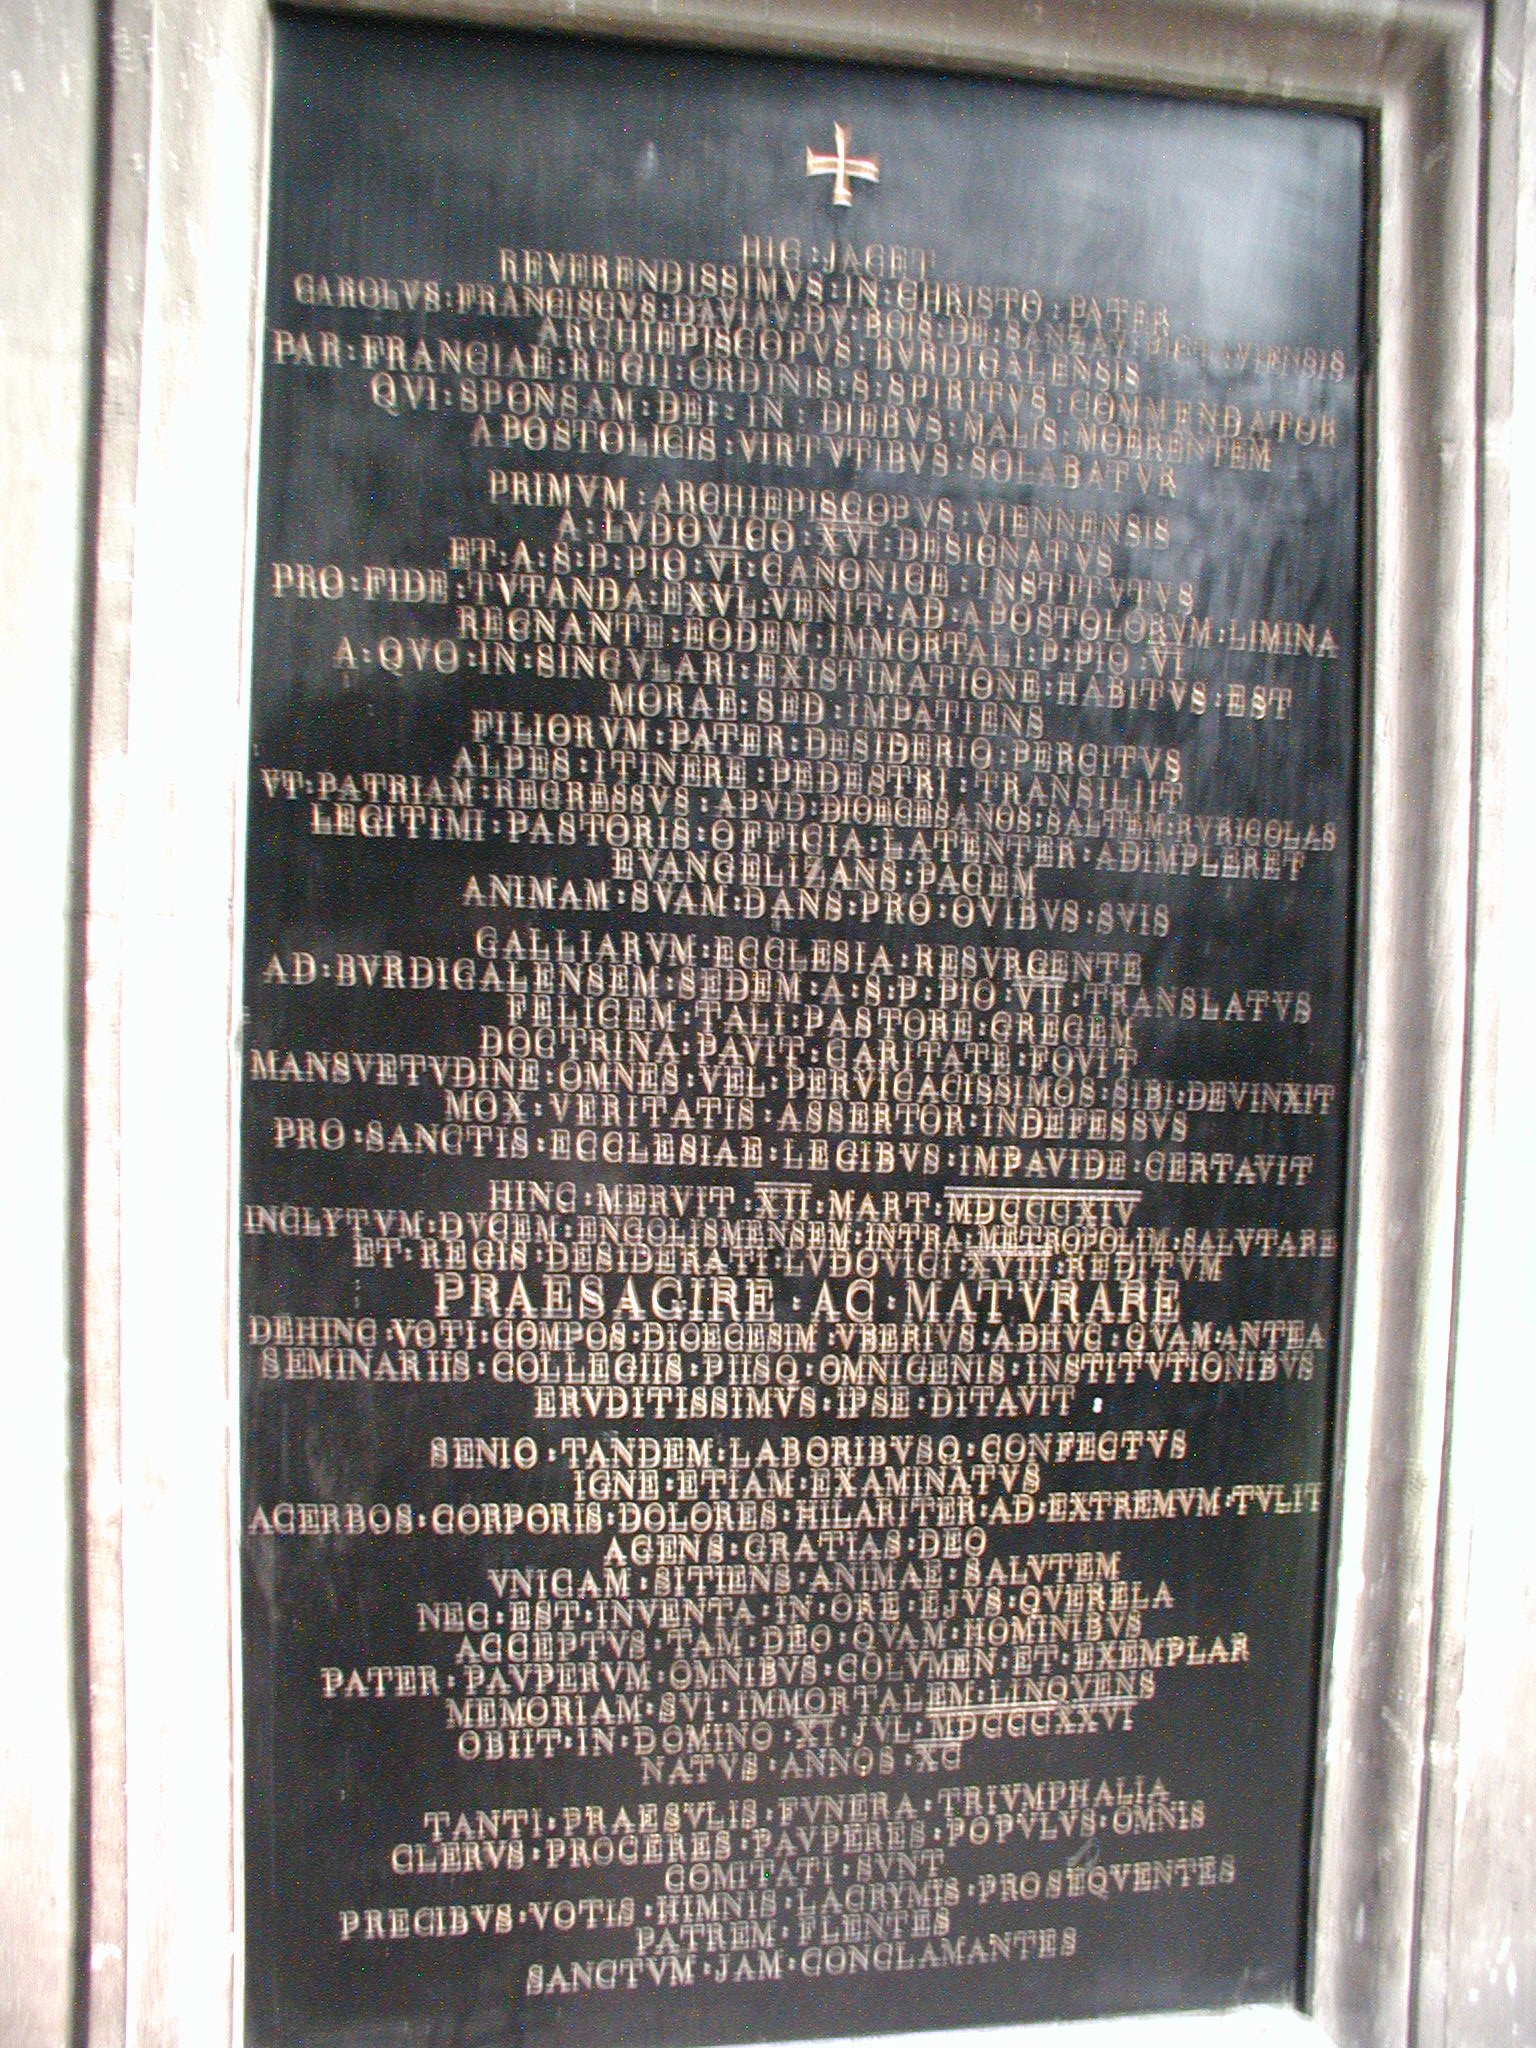 HIC : JACET
REVERENDISSIMVS : IN : CHRISTO : PATER
CAROLVS : FRANCISCVS : DAVIAV : DV : BOIS : DE : SANZAY :
ARCHIEPISCOPVS : BVRDIGALENSIS
PAR : FRANCIAE : REGII : ORDINIS : S : SPIRITVS : COMMENDATOR
QVI : SPONSAM : DEI : IN : DIEBVS : MALIS : MOERENTEM
APOSTOLICIS : VIRTVTIBVS : SOLABATVR
PRIMVM : ARCHIEPISCOPVS : VIENNENSIS
A : LVDOVICO : XVI : DESIGNATVS
ET : A : S : P : PIO : VI : CANONICE : INSTITVTVS
PRO : FIDE : TVTANDA : EXVL : VENIT : AD : APOSTOLORVM : LIMINA
REGNANTE : EODEM : IMMORTALI : P : PIO : VI
A : QVO : IN : SINGVLARI : EXISTIMATIONE : HABITVS : EST
MORAE : SED : IMPATIENS
FILIORVM : PATER : DESIDERIO : PERCITVS
ALPES : ITINERE : PEDESTRI : TRANSILIIT
VT : PATRIAM : REGRESSVS : APVD : DIOECESANOS : SALTEM : RVRICOLAS
LEGITIMI : PASTORIS : OFFICIA : LATENTER : ADIMPLERET
EVANGELIZANS : PACEM
ANIMAM : SVAM : DANS : PRO : OVIBVS : SVIS
GALLIARVM : ECCLESIA : RESVRGENTE
AD : BVRDIGALENSEM : SEDEM : A : S : P : PIO : VII : TRANSLATVS
FELICEM : TALI : PASTORE : GREGEM
DOCTRINA : PAVIT : CARITATE : FOVIT
MANSVETVDINE : OMNES : VEL : PERVICACISSIMOS : SIBI : DEVINXIT
MOX : VERITATIS : ASSERTOR : INDEFESSVS
PRO : SANCTIS : ECCLESIAE : LEGIBVS : IMPAVIDE : CERTAVIT
HINC : MERVIT : XII : MART : MDCCCXIV
INCLYTVM : DVCEM : ENGOLISMENSEM : INTRA : METROPOLIM : SALVTARE
ET : REGIS : DESIDERATI : LVDOVICI : XVIII : REDITVM
PRAESAGIRE : AC : MATVRARE
DEHINC : VOTI : COMPOS : DIOECESIM : VBERIVS : ADHVC : QVAM : ANTEA
SEMINARIIS : COLLEGIIS : PIISQ : OMNIGENIS : INSTITVTIONIBVS
ERVDITISSIMVS : IPSE : DITAVIT :
SENIO : TANDEM : LABORIBVSQ : CONFECTVS
IGNE : ETIAM : EXAMINATVS
ACERBOS : CORPORIS : DOLORES : HILARITER : AD : EXTREMVM : TVLIT
AGENS : GRATIAS : DEO
VNICAM : SITIENS : ANIMAE : SALVTEM
NEC : EST : INVENTA : IN : ORE : EJVS : QVERELA
ACCEPTVS : TAM : DEO : QVAM : HOMINIBVS
PATER : PAVPERVM : OMNIBVS : COLVMEN : ET : EXEMPLAR
MEMORIAM : SVI : IMMORTALEM : LINQVENS
OBIIT : IN : DOMINO : XI : JVL : MDCCCXXVI
NATVS : ANNOS : XC
TANTI : PRAESVLIS : FVNERA : TRIVMPHALIA
CLERVS : PROCERES : PAVPERES : POPVLVS : OMNIS
COMITATI : SVNT
PRECIBVS : VOTIS : HIMNIS : LACRYMIS : PROSEQVENTES
PATREM : FLENTES
SANCTVM : JAM : CONCLAMANTES